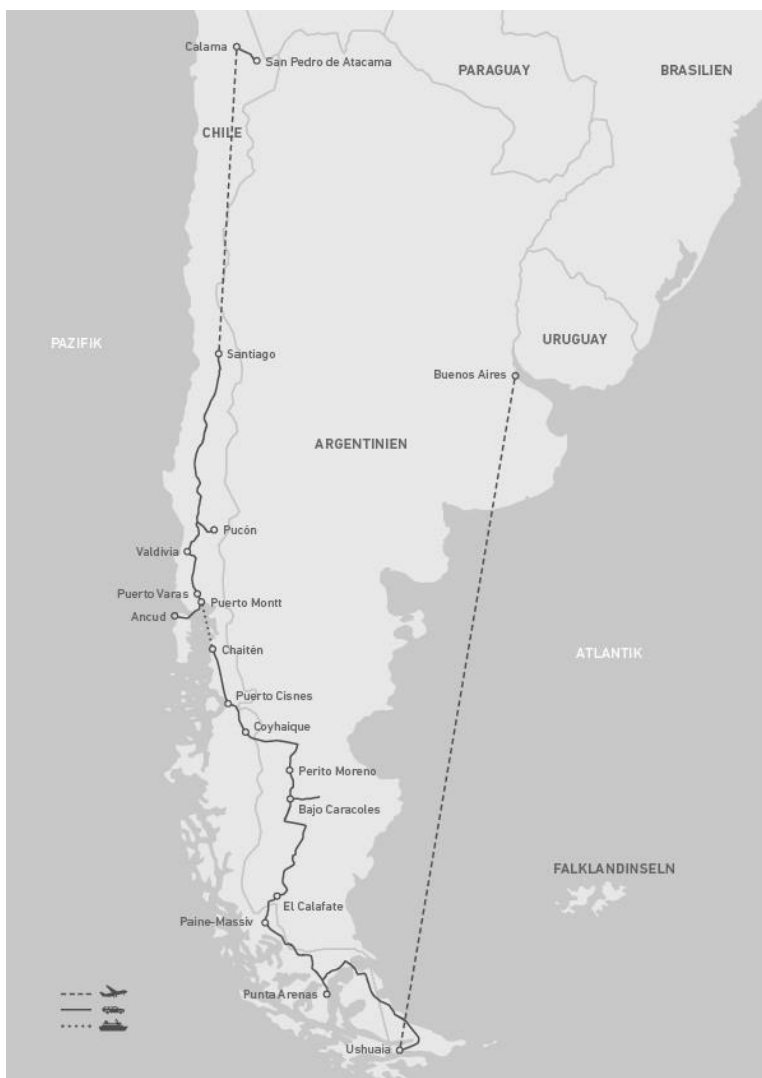 Calama
San Pedro de Atacama
PARAGUAY
BRASILIEN
CHILE
PAZIFIK
Santiago
URUGUAY
Buenos Aires
ARGENTINIEN
Pucón
Valdivia
Puerto Varas
Puerto Montt
Ancud
Chaitén
ATLANTIK
Puerto Cisnes
Coyhaique
Perito Moreno
Bajo Caracoles
FALKLANDINSELN
El Calafate
Paine-Massiv
Punta Arenas
Ushuaia